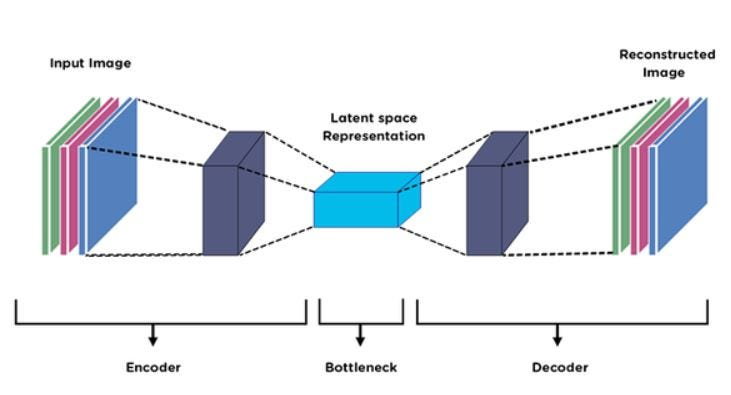 Input Image
Reconstructed
Image
Latent space
Representation
Encoder
Bottleneck
Decoder